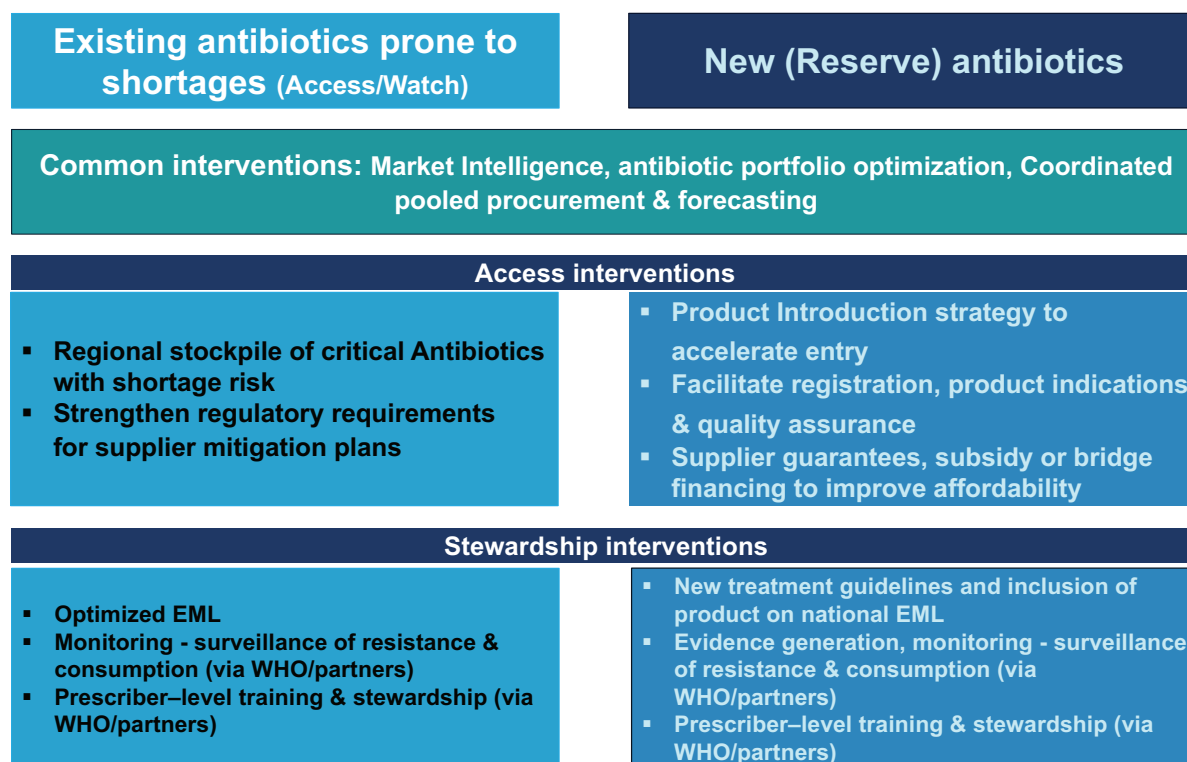 Existing antibiotics prone to
shortages (Access/Watch)
New (Reserve) antibiotics
Common interventions: Market Intelligence, antibiotic portfolio optimization, Coordinated
pooled procurement & forecasting
Access interventions
▪ Regional stockpile of critical Antibiotics
with shortage risk
▪ Strengthen regulatory requirements
for supplier mitigation plans
▪ Product Introduction strategy to
accelerate entry
▪ Facilitate registration, product indications
& quality assurance
▪ Supplier guarantees, subsidy or bridge
financing to improve affordability
Stewardship interventions
▪ Optimized EML
▪ Monitoring - surveillance of resistance &
consumption (via WHO/partners)
▪ Prescriber–level training & stewardship (via
WHO/partners)
▪ New treatment guidelines and inclusion of
product on national EML
▪ Evidence generation, monitoring - surveillance
of resistance & consumption (via
WHO/partners)
▪ Prescriber–level training & stewardship (via
WHO/partners)